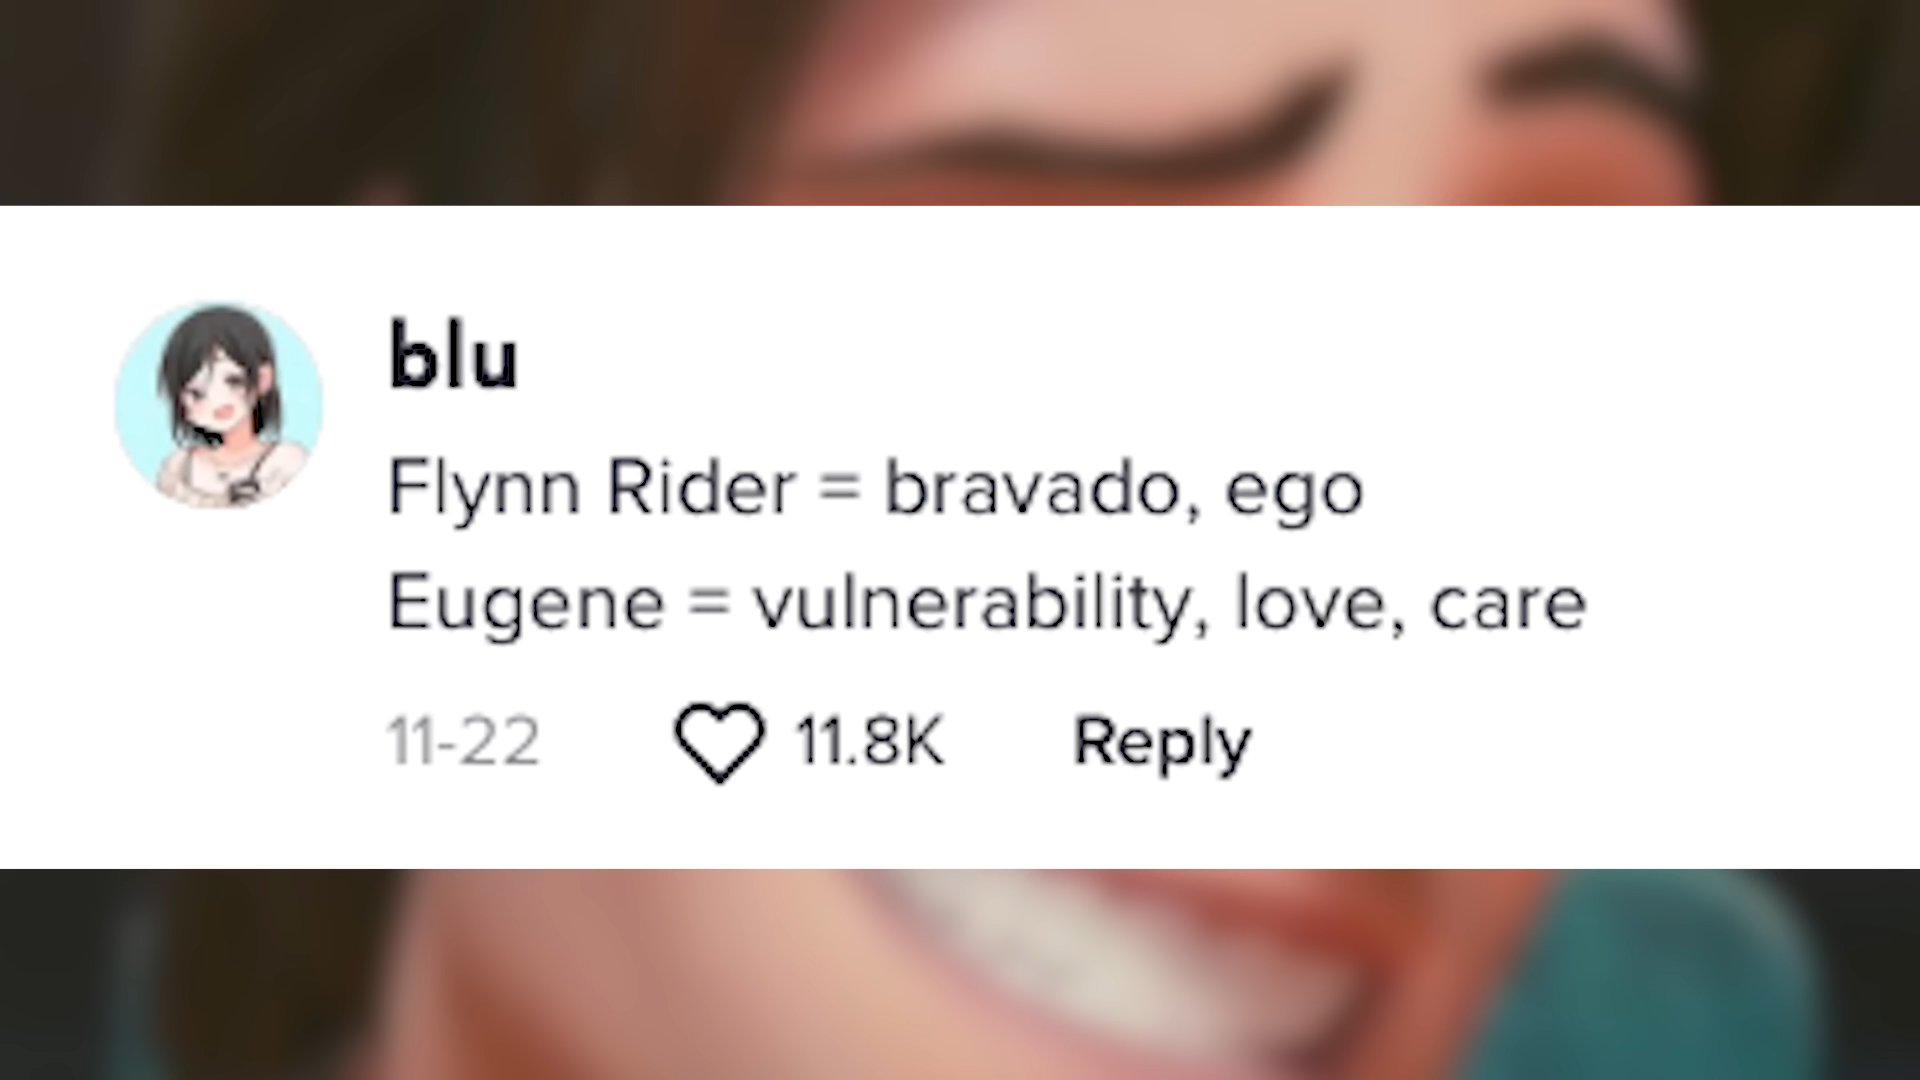 blu
Flynn Rider = bravado, ego
Eugene = vulnerability, love, care
11-22 11.8K Reply